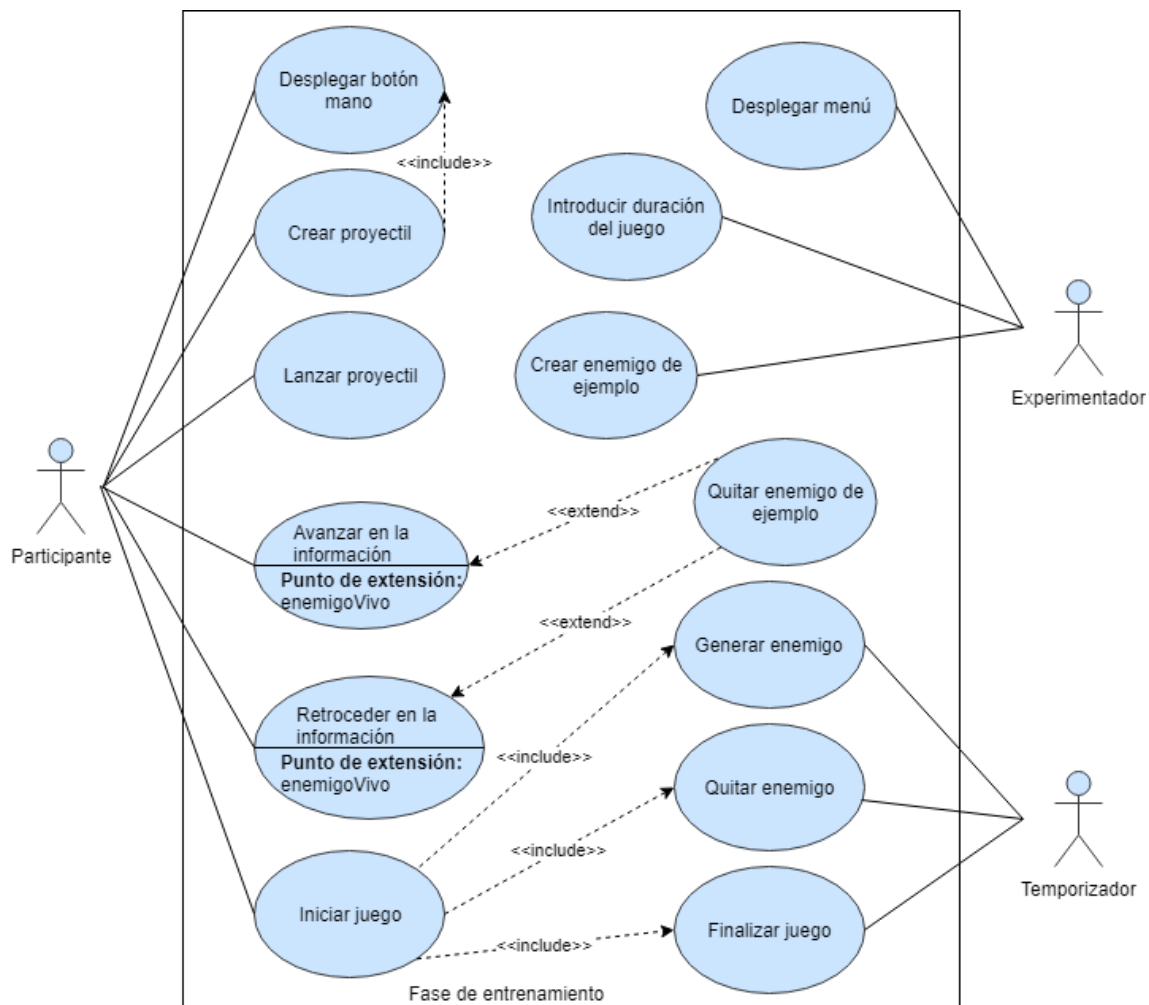 Desplegar botón
mano
Desplegar menú
<<include>>
Crear proyectil
Introducir duración
del juego
Lanzar proyectil
Crear enemigo de
ejemplo
Experimentador
Participante
Quitar enemigo de
ejemplo
<<extend>>
Avanzar en la
información
Punto de extensión:
enemigoVivo
<<extend>>
Generar enemigo
Retroceder en la
información
Punto de extensión:
enemigoVivo
<<include>>
Quitar enemigo
<<include>>
Temporizador
Iniciar juego
Finalizar juego
<<include>>
Fase de entrenamiento